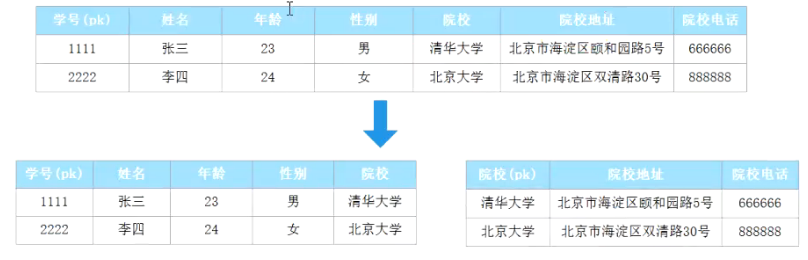 学号(pk) 姓名 年龄 性别 院校 院校地址 院校电话
1111 张三 23 男 清华大学 北京市海淀区颐和园路5号 666666
2222 李四 24 女 北京大学 北京市海淀区双清路30号 888888
学号(pk) 姓名 年龄 性别 院校
1111 张三 23 男 清华大学
2222 李四 24 女 北京大学
院校(pk) 院校地址 院校电话
清华大学 北京市海淀区颐和园路5号 666666
北京大学 北京市海淀区双清路30号 888888